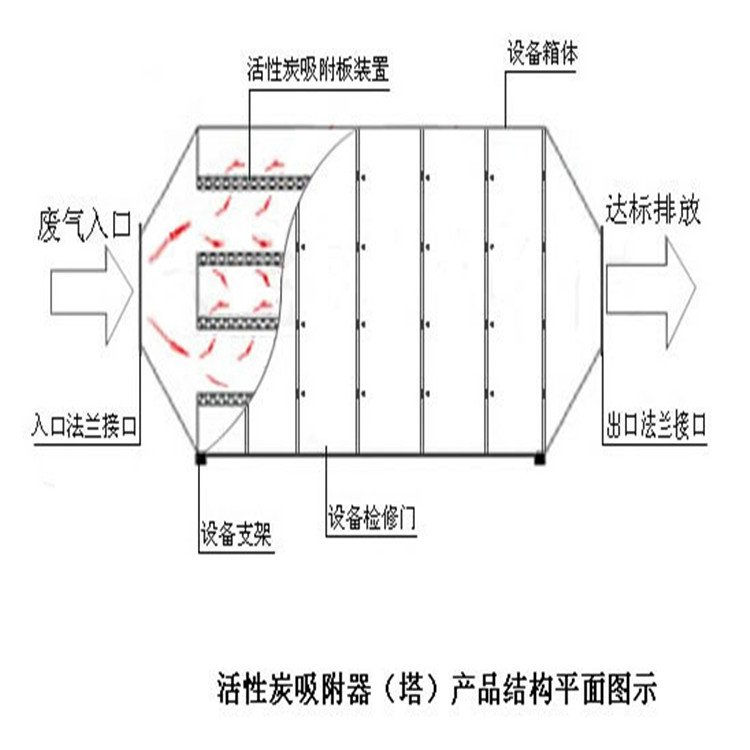 设备箱体
活性炭吸附板装置
废气入口
达标排放
入口法兰接口
出口法兰接口
设备支架
设备检修门
活性炭吸附器（塔）产品结构平面图示